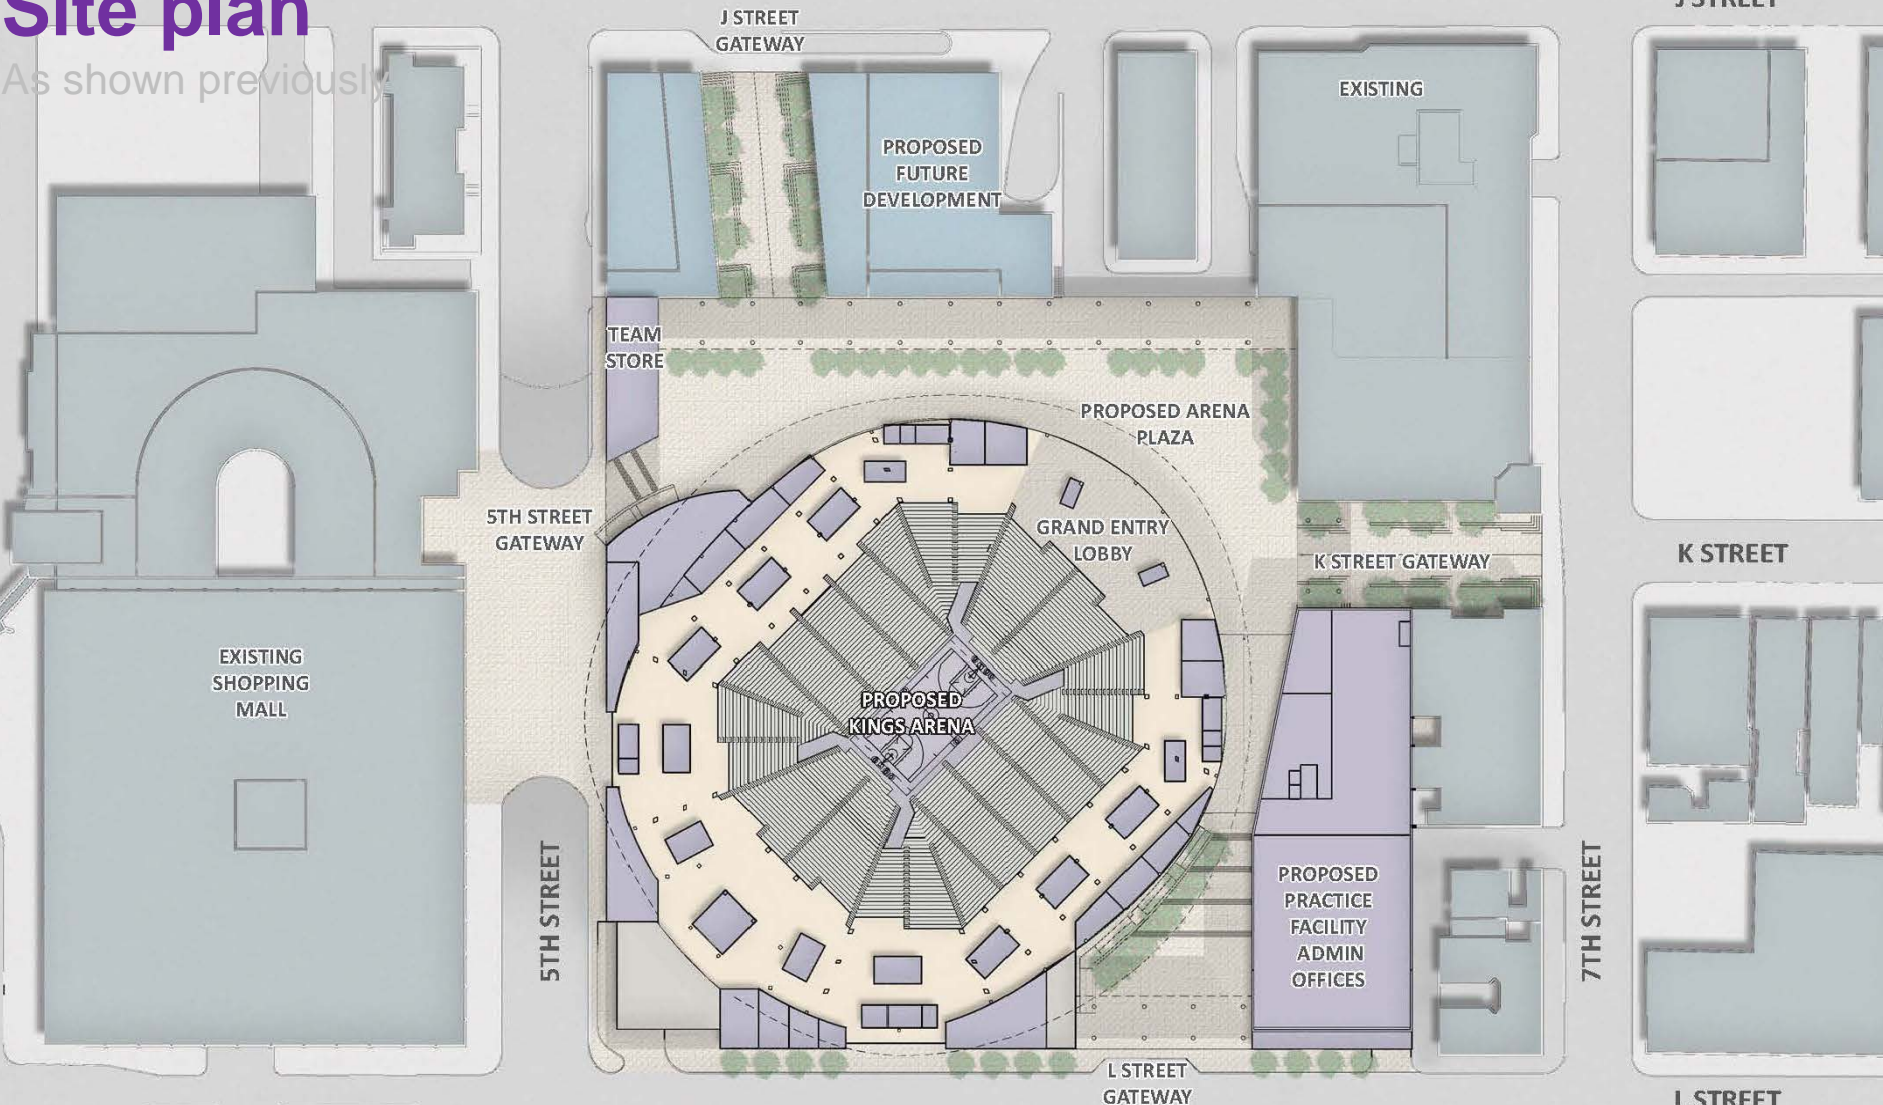 Site plan
As shown previously
J STREET
J STREET
GATEWAY
EXISTING
PROPOSED
FUTURE
DEVELOPMENT
TEAM
STORE
PROPOSED ARENA
PLAZA
5TH STREET
GATEWAY
GRAND ENTRY
LOBBY
K STREET GATEWAY
K STREET
EXISTING
SHOPPING
MALL
PROPOSED
KINGS ARENA
5TH STREET
PROPOSED
PRACTICE
FACILITY
ADMIN
OFFICES
7TH STREET
L STREET
GATEWAY
L STREET